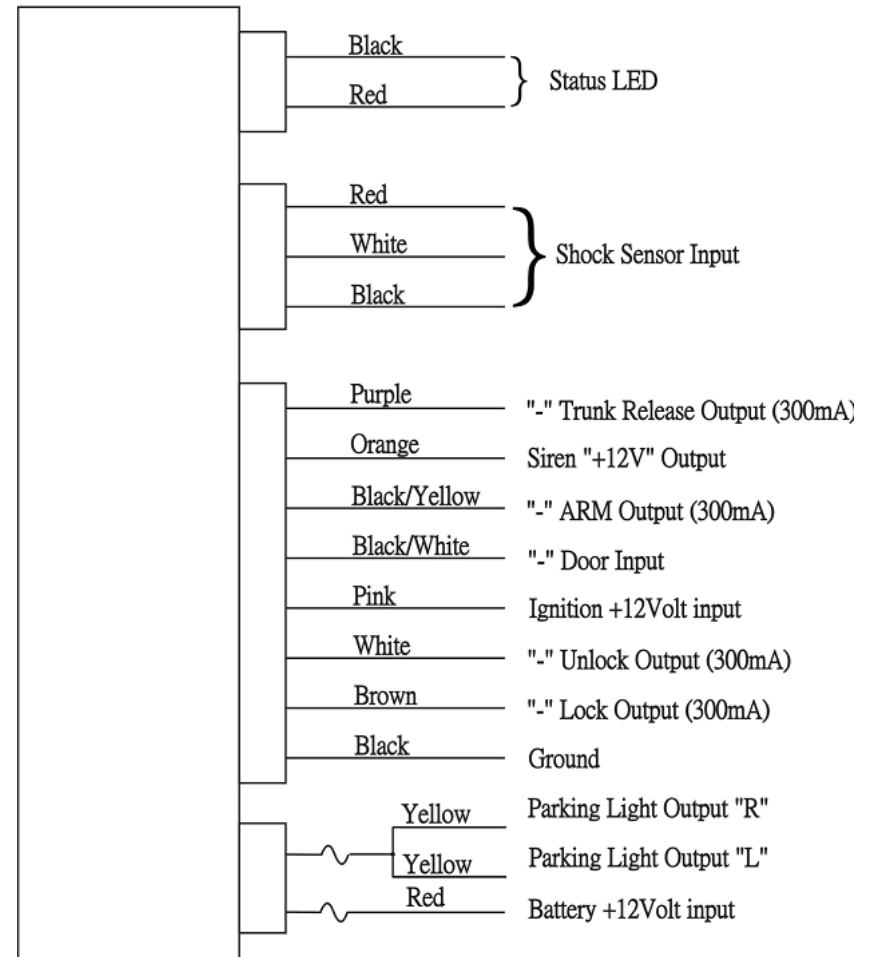 Black
Red
Status LED
Red
White
Black
Shock Sensor Input
Purple "-" Trunk Release Output (300mA)
Orange Siren "+12V" Output
Black/Yellow "-" ARM Output (300mA)
Black/White "-" Door Input
Pink Ignition +12Volt input
White "-" Unlock Output (300mA)
Brown "-" Lock Output (300mA)
Black Ground
Yellow Parking Light Output "R"
Yellow Parking Light Output "L"
Red Battery +12Volt input